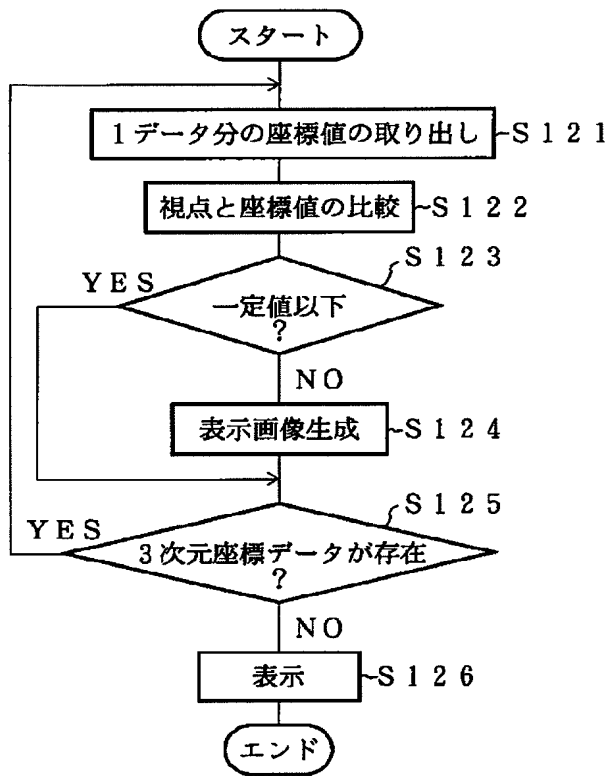 スタート
1データ分の座標値の取り出し S121
視点と座標値の比較 S122
S123
YES
一定値以下
?
NO
表示画像生成 S124
S125
YES
3次元座標データが存在
?
NO
表示 S126
エンド